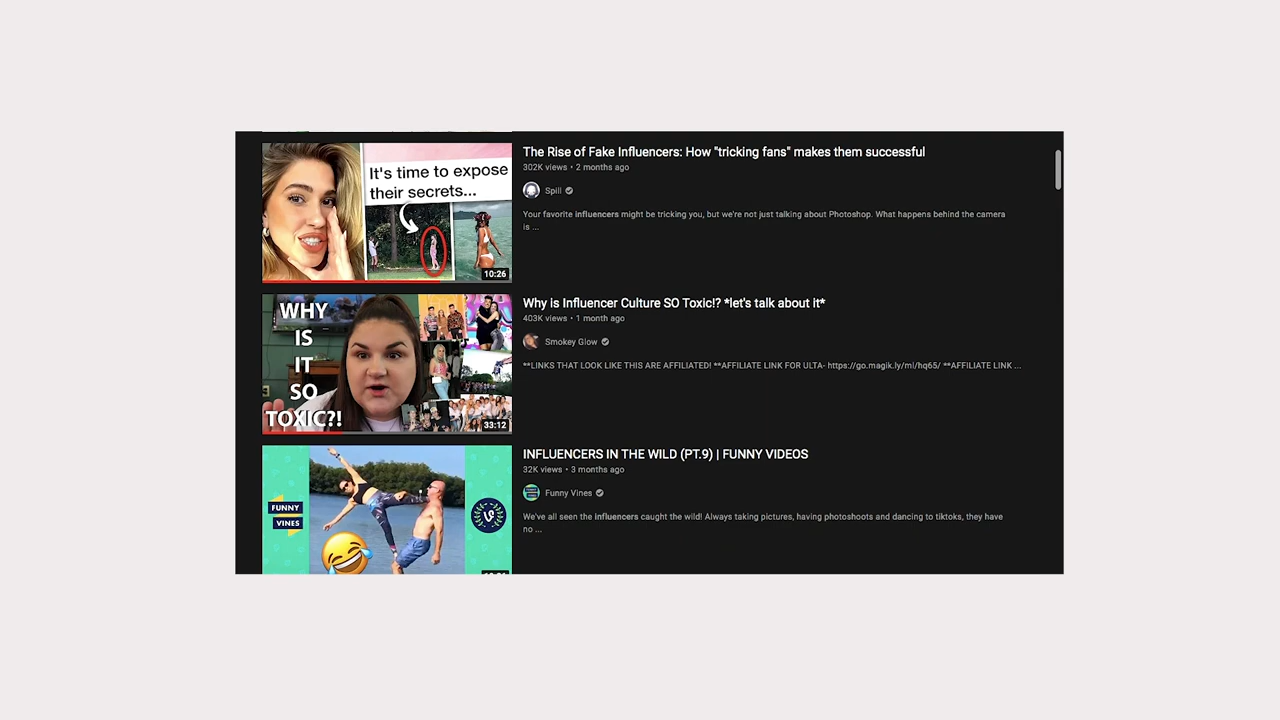 It's time to expose
their secrets...
10:26
The Rise of Fake Influencers: How "tricking fans" makes them successful
302K views • 2 months ago
Spill
Your favorite influencers might be tricking you, but we're not just talking about Photoshop. What happens behind the camera
is ...
WHY
IS
IT
SO
TOXIC?!
33:12
Why is Influencer Culture SO Toxic!? *let's talk about it*
403K views • 1 month ago
Smokey Glow
**LINKS THAT LOOK LIKE THIS ARE AFFILIATED! **AFFILIATE LINK FOR ULTA- https://go.magik.ly/ml/hq65/ **AFFILIATE LINK ...
FUNNY
VINES
INFLUENCERS IN THE WILD (PT.9) | FUNNY VIDEOS
32K views • 3 months ago
Funny Vines
We've all seen the influencers caught the wild! Always taking pictures, having photoshoots and dancing to tiktoks, they have
no ...